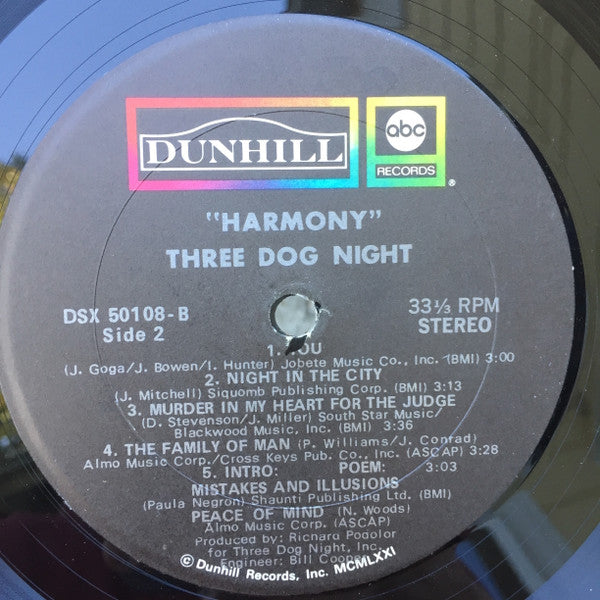 DUNHILL
abc
RECORDS
®
"HARMONY"
THREE DOG NIGHT
DSX 50108-B
Side 2
33⅓ RPM
STEREO
1. YOU
(J. Goga/J. Bowen/I. Hunter) Jobete Music Co., Inc. (BMI) 3:00
2. NIGHT IN THE CITY
(J. Mitchell) Siquomb Publishing Corp. (BMI) 3:13
3. MURDER IN MY HEART FOR THE JUDGE
(D. Stevenson/J. Miller) South Star Music/
Blackwood Music, Inc. (BMI) 3:36
4. THE FAMILY OF MAN (P. Williams/J. Conrad)
Almo Music Corp./Cross Keys Pub. Co., Inc. (ASCAP) 3:28
5. INTRO: POEM: 3:03
MISTAKES AND ILLUSIONS
(Paula Negron) Shaunti Publishing Ltd. (BMI)
PEACE OF MIND (N. Woods)
Almo Music Corp. (ASCAP)
Produced by: Richard Podolor
for Three Dog Night, Inc.
Engineer: Bill Cooper
© Dunhill Records, Inc. MCMLXXI